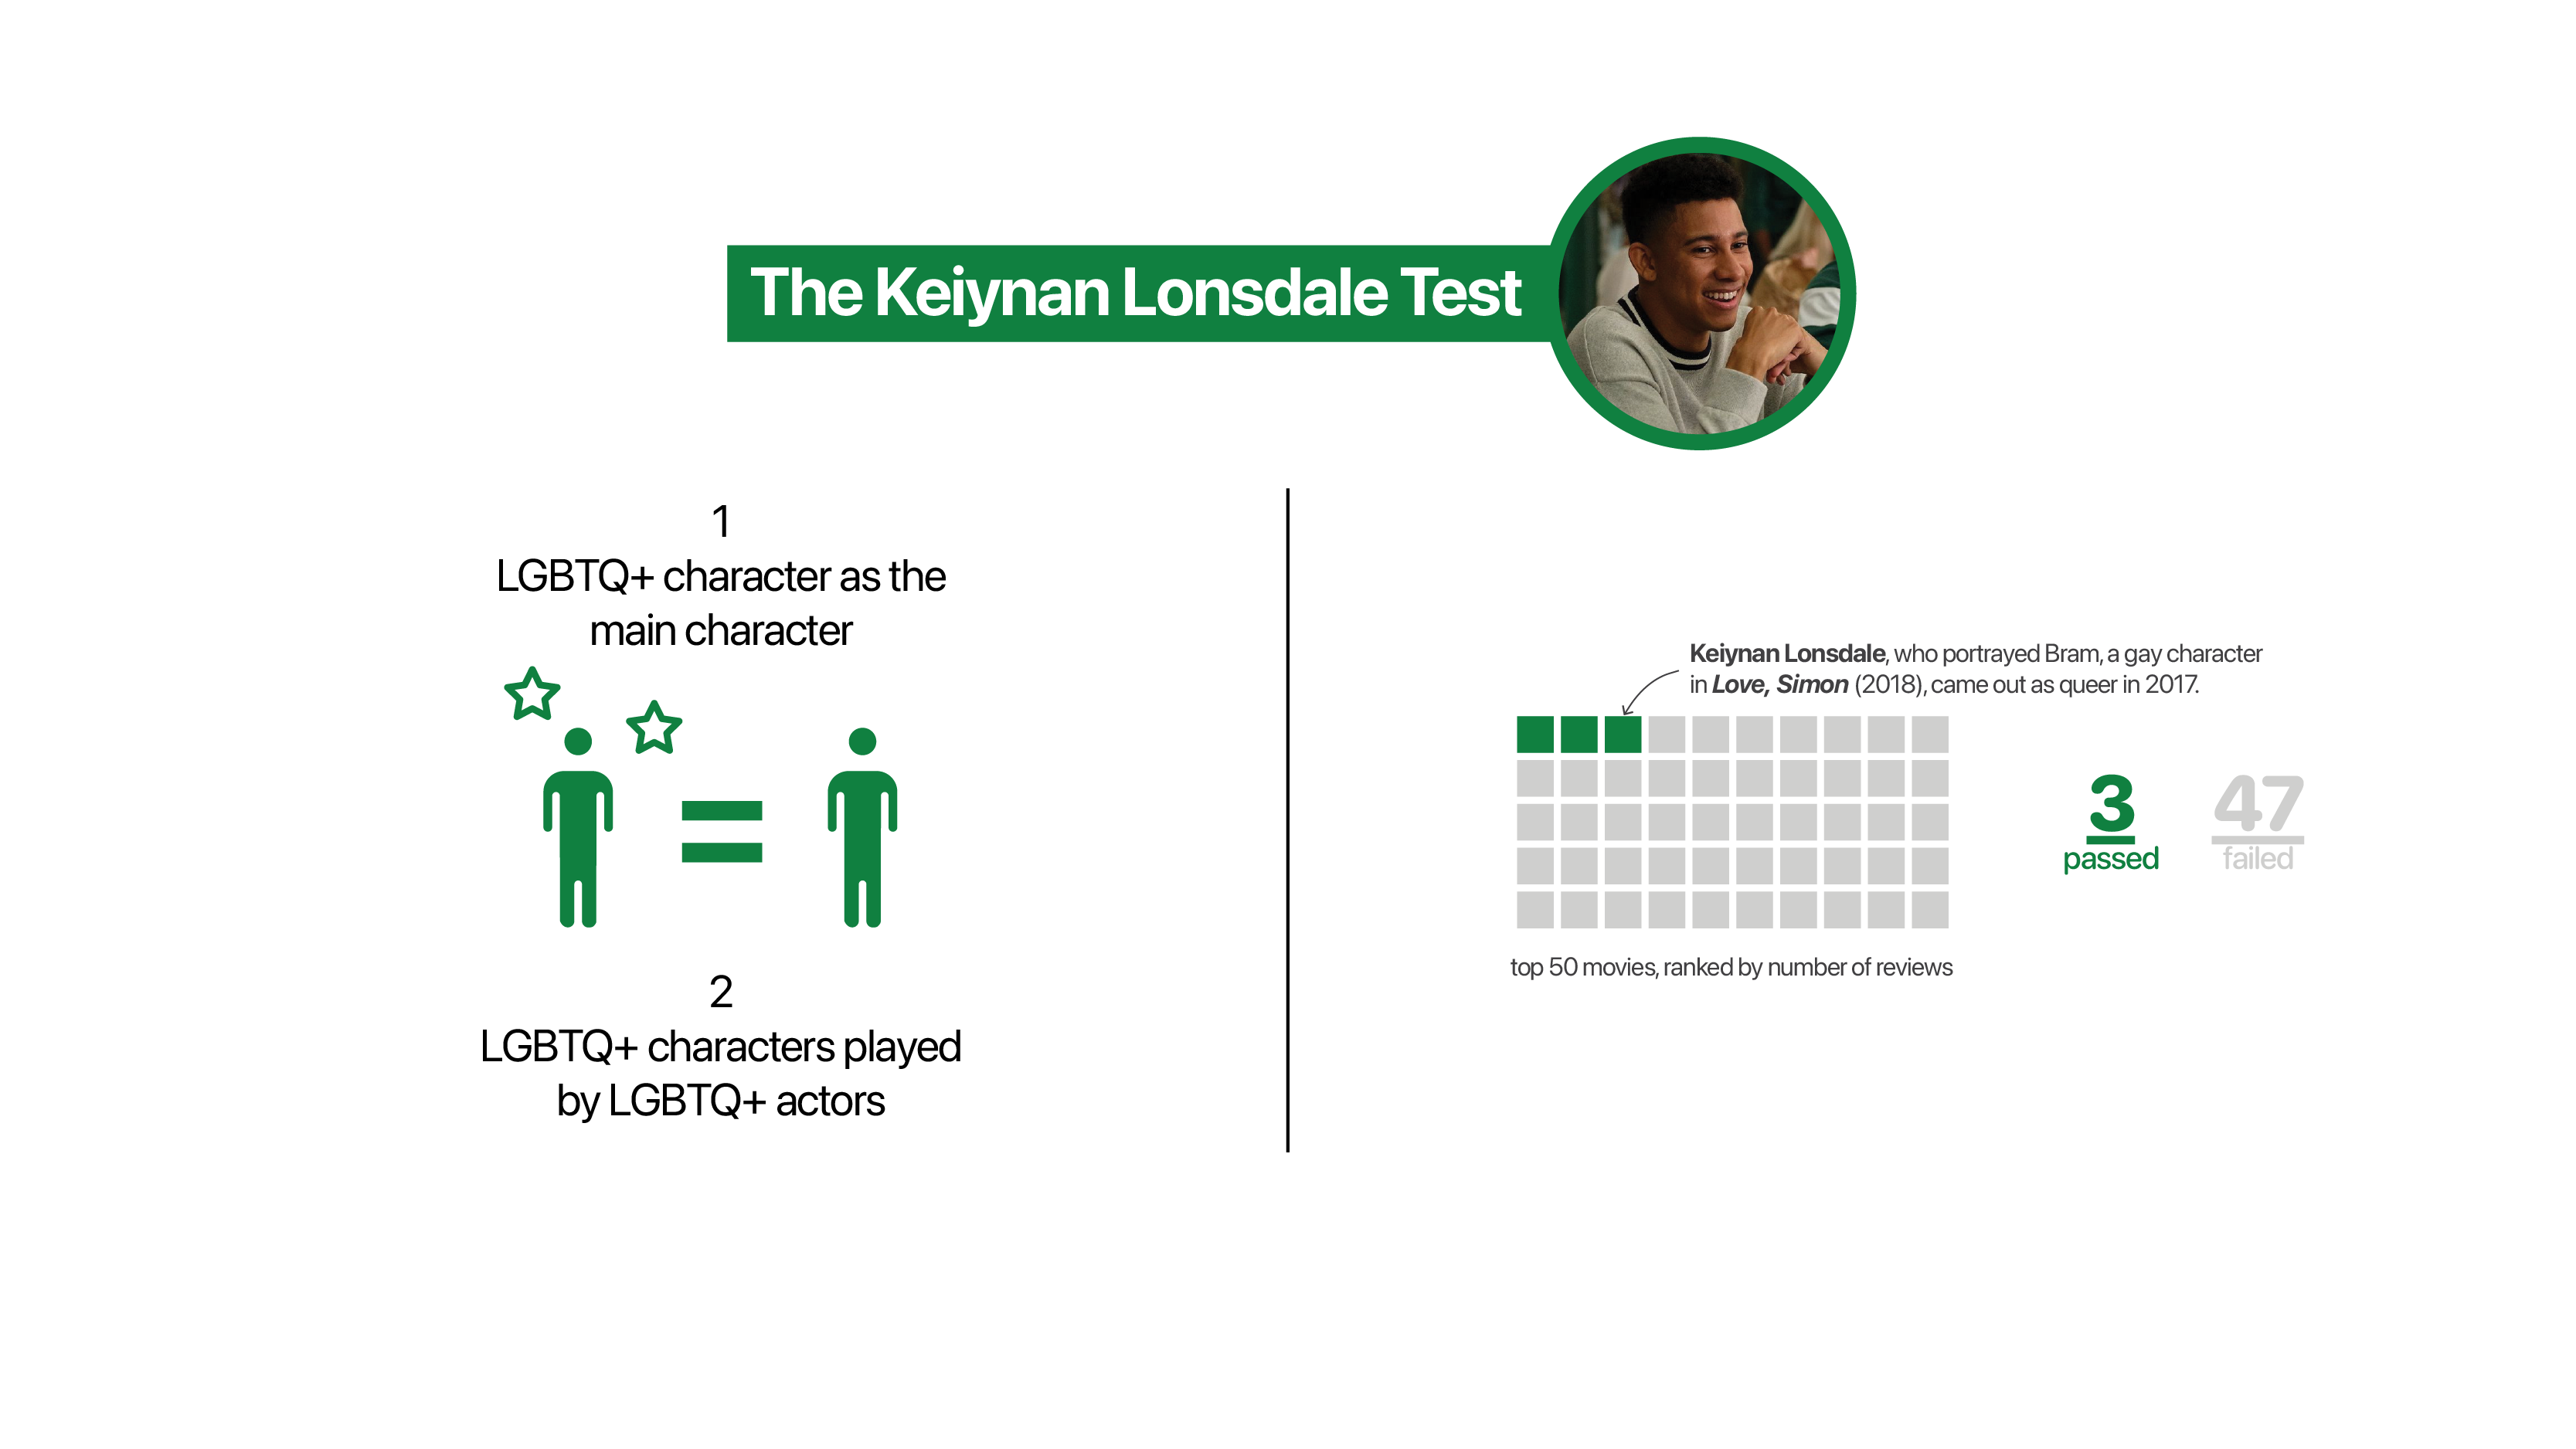 The Keiynan Lonsdale Test
1
LGBTQ+ character as the
main character
2
LGBTQ+ characters played
by LGBTQ+ actors
Keiynan Lonsdale, who portrayed Bram, a gay character
in Love, Simon (2018), came out as queer in 2017.
3
passed
47
failed
top 50 movies, ranked by number of reviews